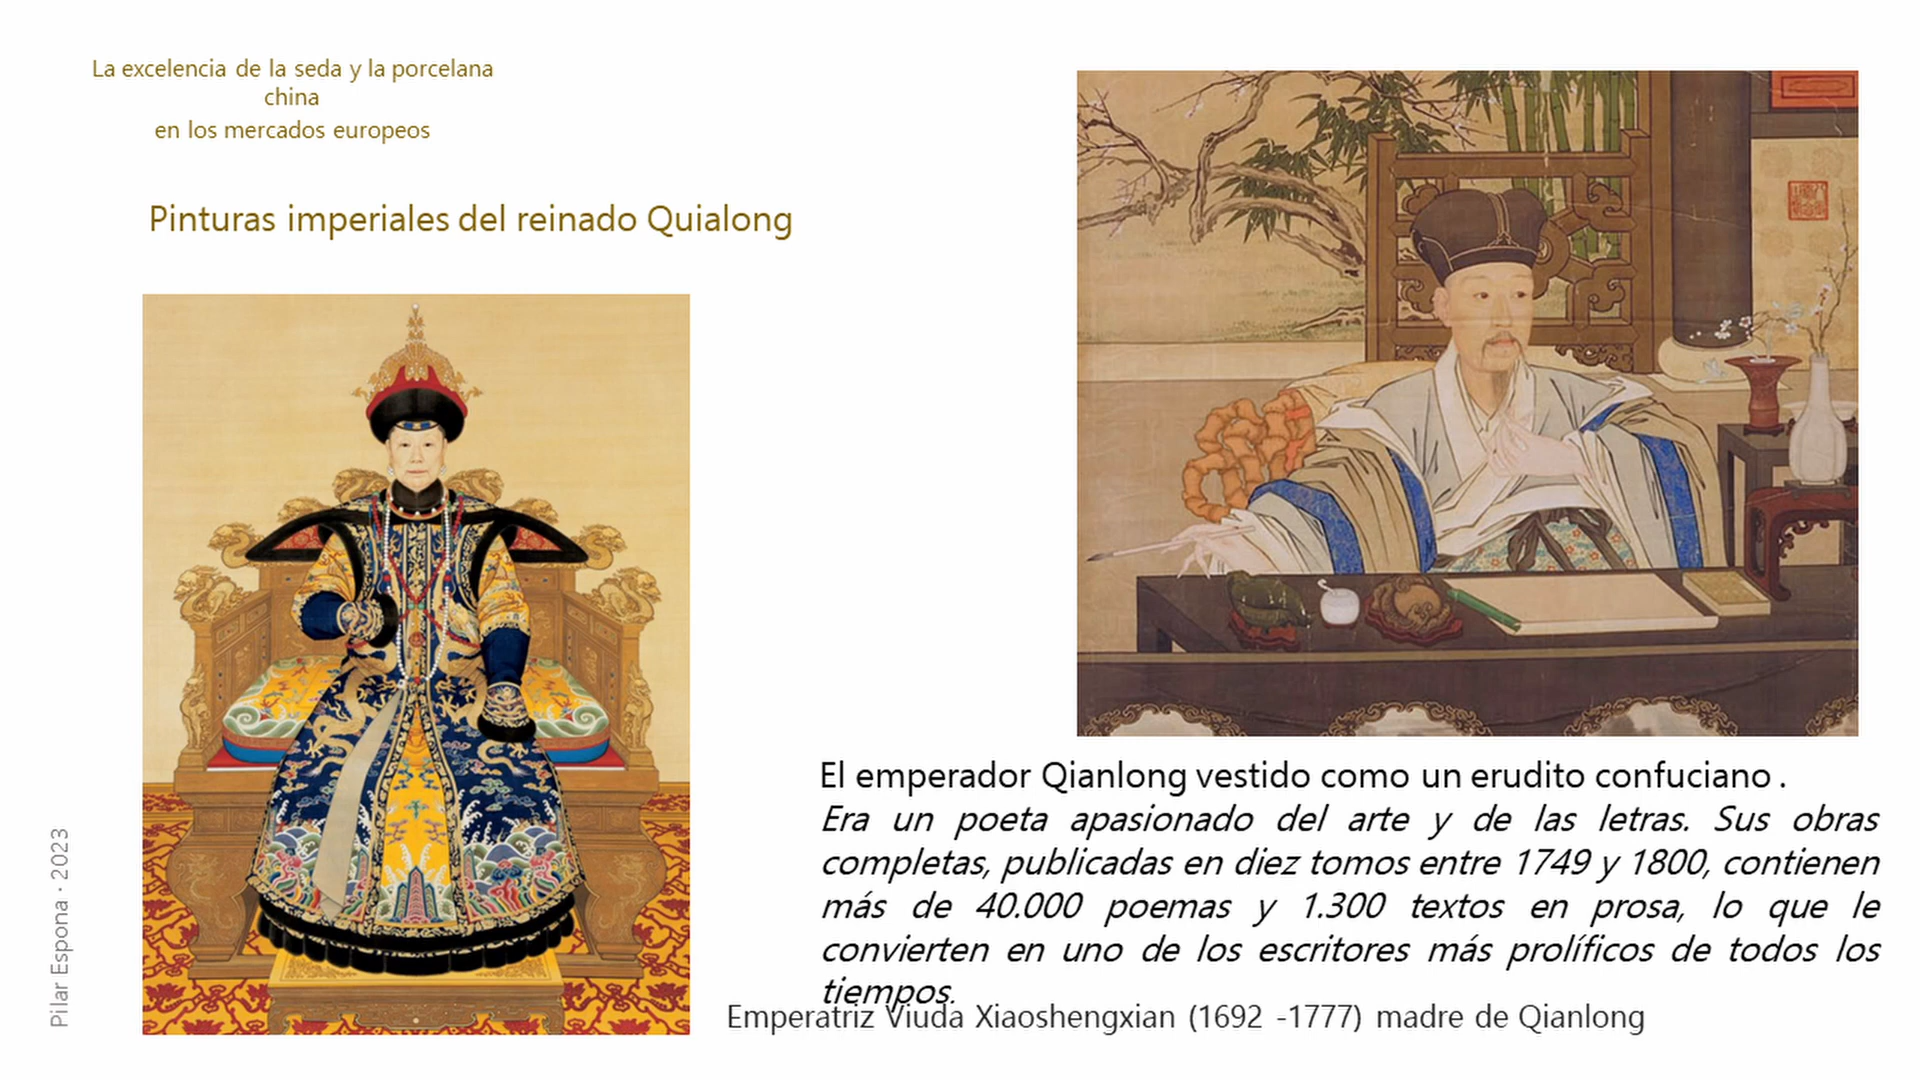 La excelencia de la seda y la porcelana
china
en los mercados europeos
Pinturas imperiales del reinado Quialong
El emperador Qianlong vestido como un erudito confuciano .
Era un poeta apasionado del arte y de las letras. Sus obras
completas, publicadas en diez tomos entre 1749 y 1800, contienen
más de 40.000 poemas y 1.300 textos en prosa, lo que le
convierten en uno de los escritores más prolíficos de todos los
tiempos.
Emperatriz Viuda Xiaoshengxian (1692 -1777) madre de Qianlong
Pilar Espona · 2023